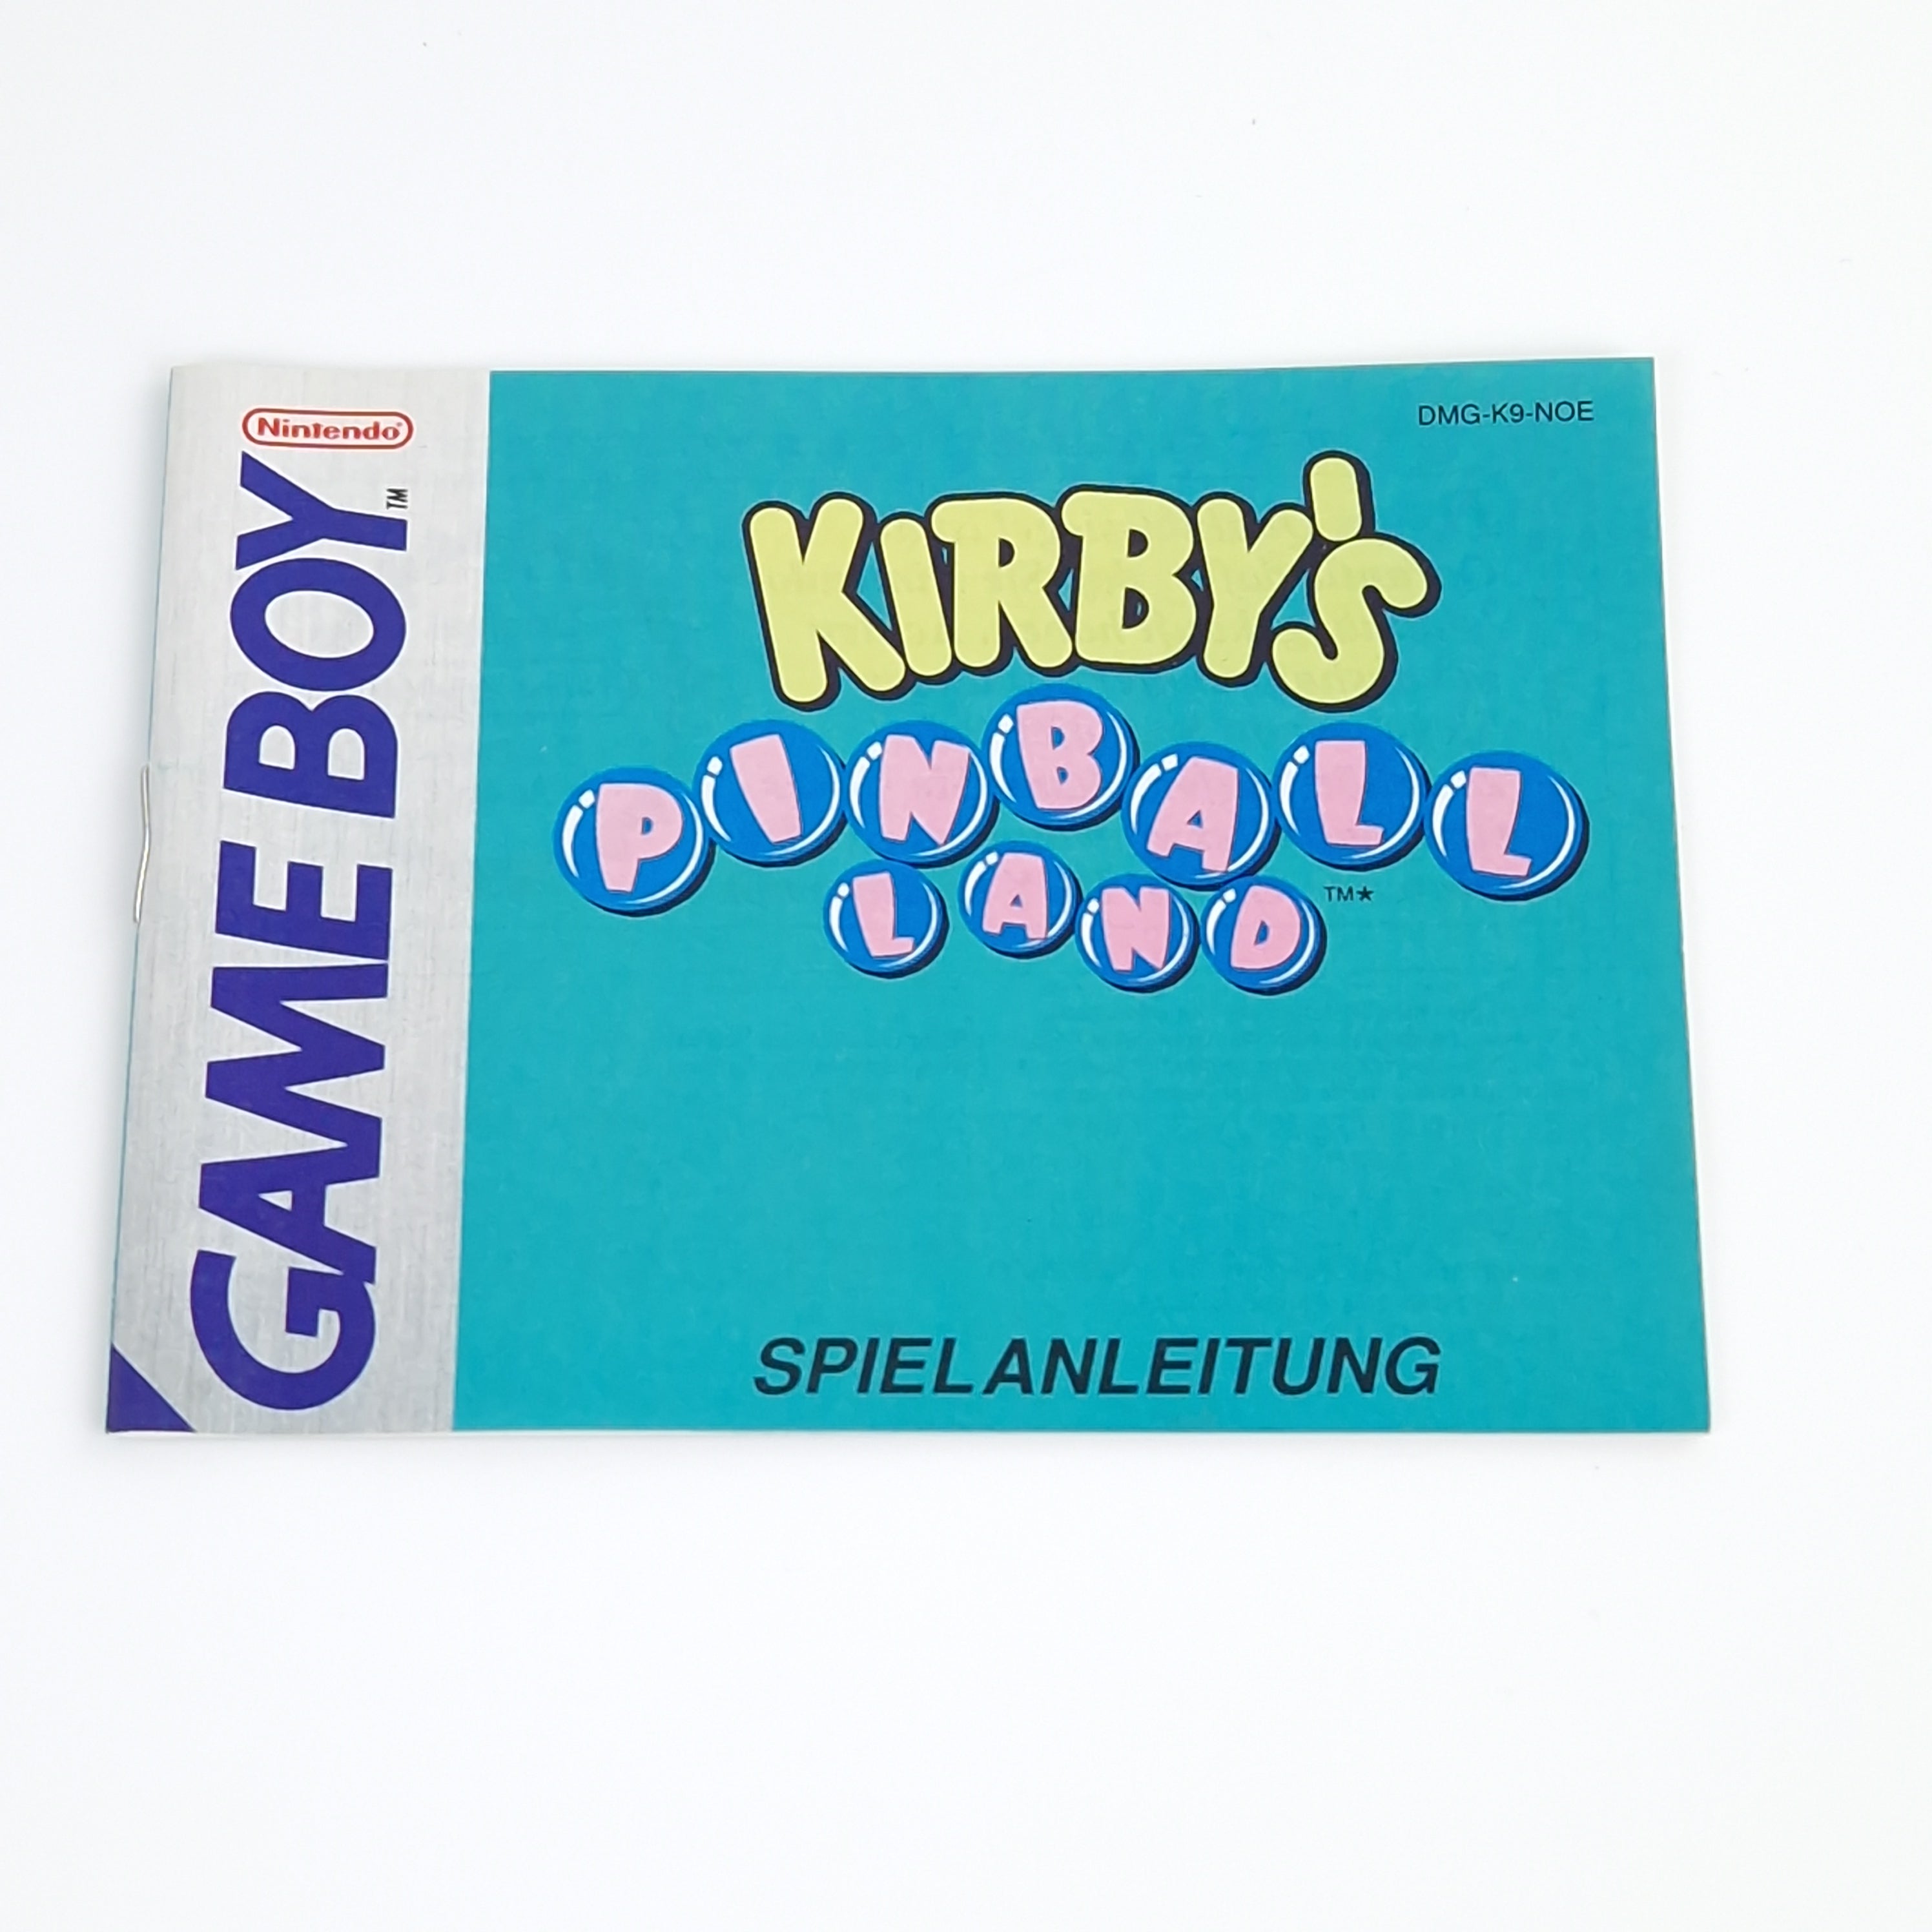 Nintendo®
GAME BOY™
DMG-K9-NOE
KIRBY'S
PINBALL
LAND™★
SPIELANLEITUNG